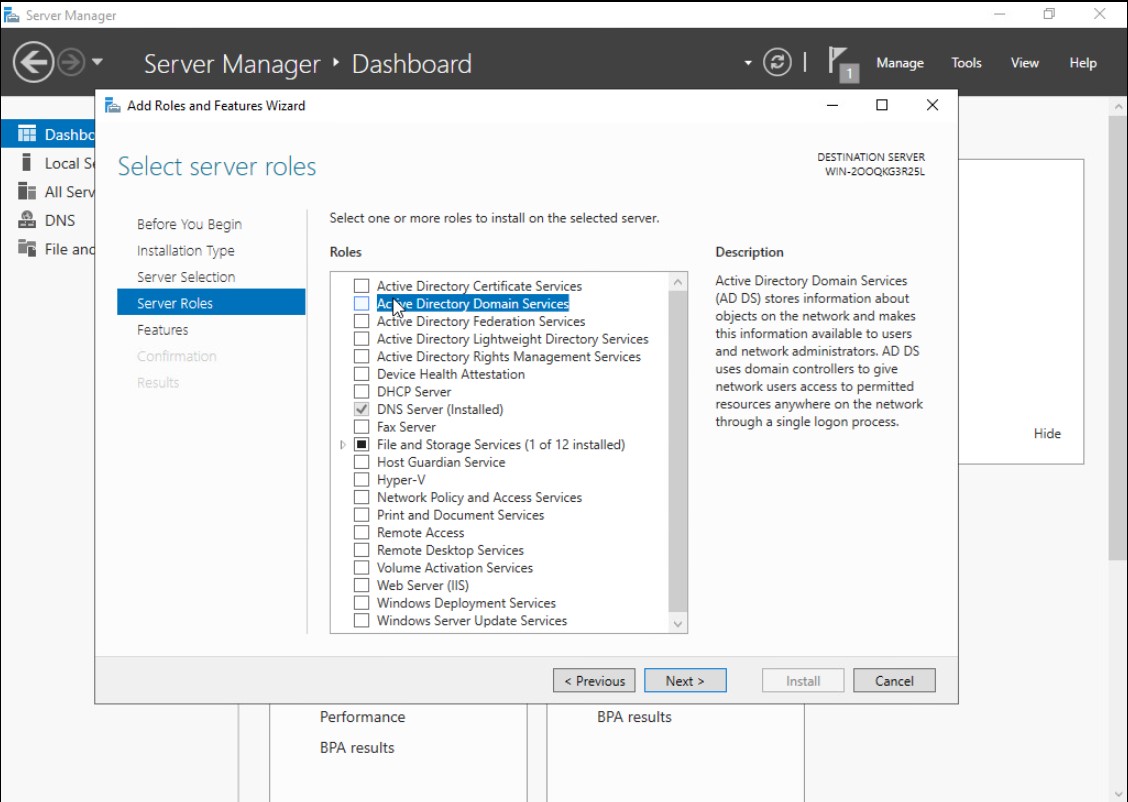 Server Manager
Server Manager • Dashboard
1
Manage Tools View Help
Add Roles and Features Wizard
Dashbo
Local Se
All Serv
DNS
File and
Select server roles
DESTINATION SERVER
WIN-2OOQKG3R25L
Before You Begin
Installation Type
Server Selection
Server Roles
Features
Confirmation
Results
Select one or more roles to install on the selected server.
Roles
Active Directory Certificate Services
Active Directory Domain Services
Active Directory Federation Services
Active Directory Lightweight Directory Services
Active Directory Rights Management Services
Device Health Attestation
DHCP Server
DNS Server (Installed)
Fax Server
File and Storage Services (1 of 12 installed)
Host Guardian Service
Hyper-V
Network Policy and Access Services
Print and Document Services
Remote Access
Remote Desktop Services
Volume Activation Services
Web Server (IIS)
Windows Deployment Services
Windows Server Update Services
Description
Active Directory Domain Services
(AD DS) stores information about
objects on the network and makes
this information available to users
and network administrators. AD DS
uses domain controllers to give
network users access to permitted
resources anywhere on the network
through a single logon process.
Hide
< Previous
Next >
Install
Cancel
Performance
BPA results
BPA results